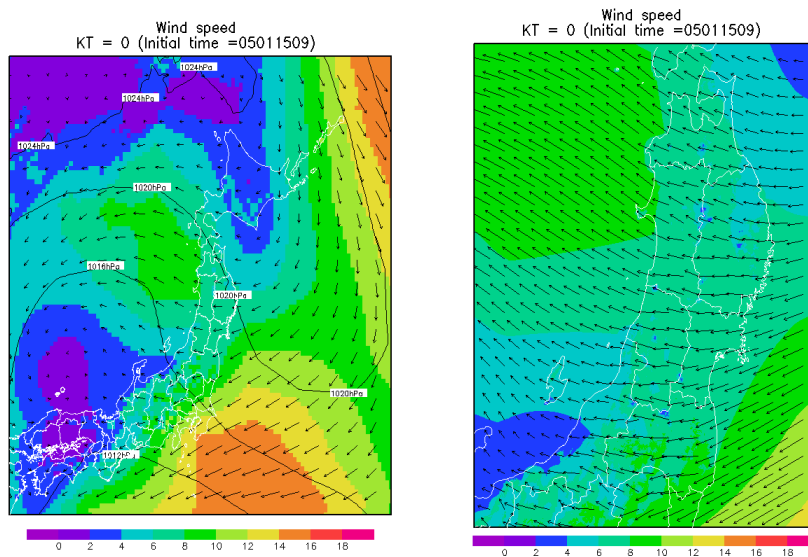 Wind speed
KT = 0 (Initial time =05011509)
1024hPa
1024hPa
1024hPa
1020hPa
1016hPa
1020hPa
1020hPa
1012hPa
0 2 4 6 8 10 12 14 16 18
Wind speed
KT = 0 (Initial time =05011509)
0 2 4 6 8 10 12 14 16 18